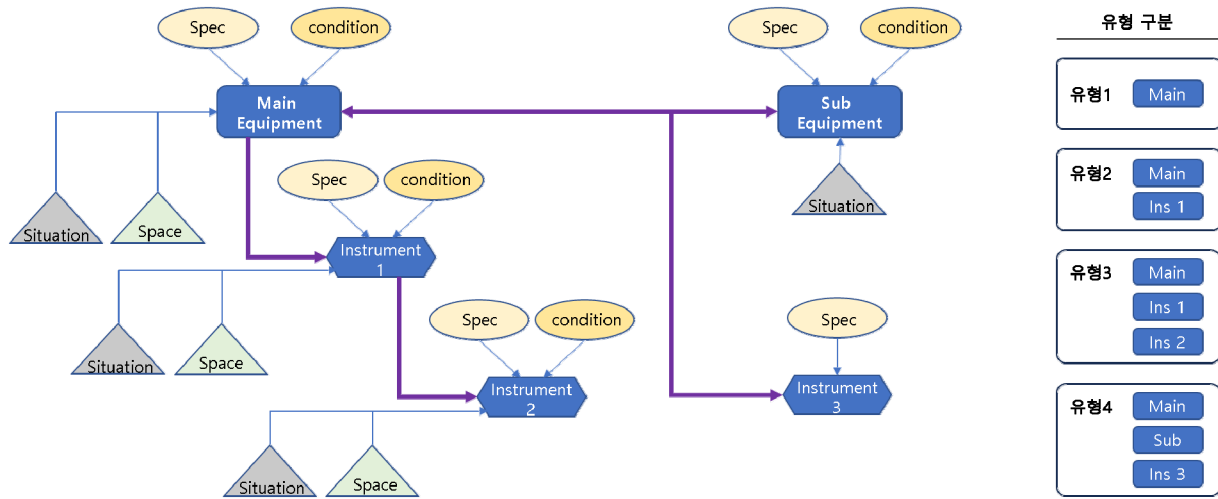 Spec
condition
Main
Equipment
Situation
Space
Spec
condition
Instrument
1
Situation
Space
Spec
condition
Instrument
2
Situation
Space
Spec
condition
Sub
Equipment
Situation
Spec
Instrument
3
유형 구분
유형1
Main
유형2
Main
Ins 1
유형3
Main
Ins 1
Ins 2
유형4
Main
Sub
Ins 3